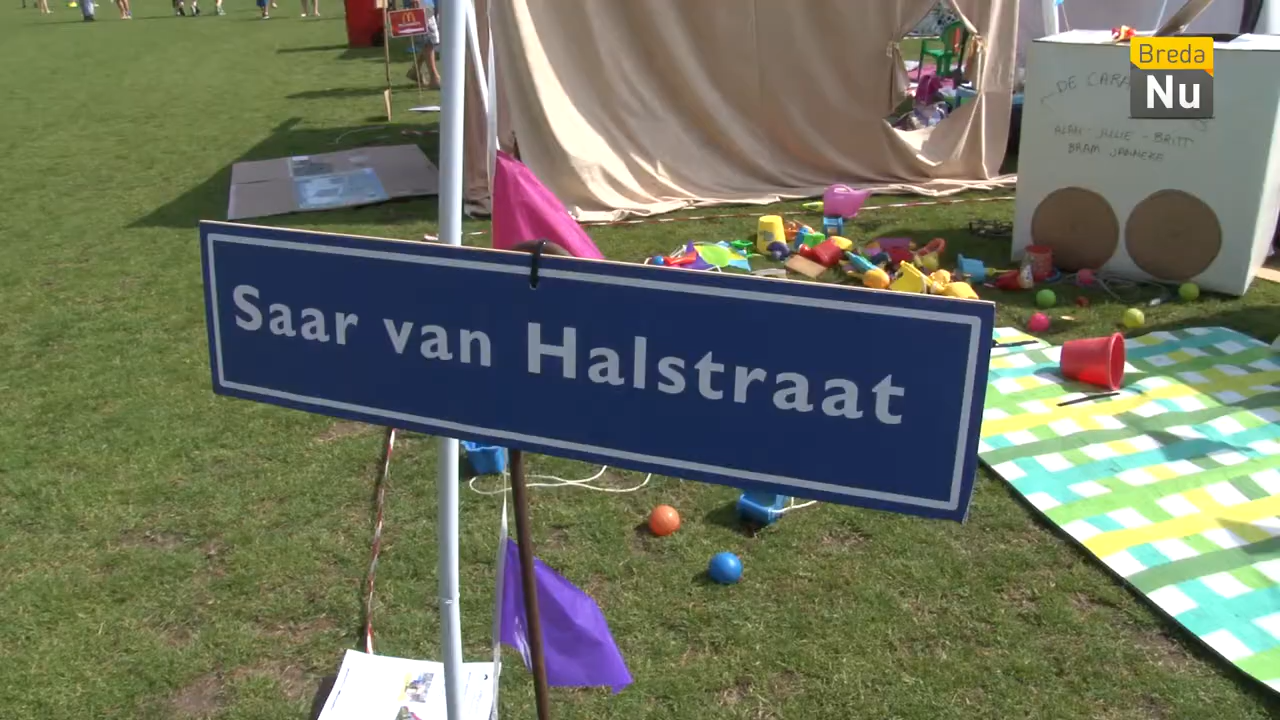 Breda
Nu
DE CARA
ALAN - JULIE - BRITT
BRAM JANNEKE
Saar van Halstraat